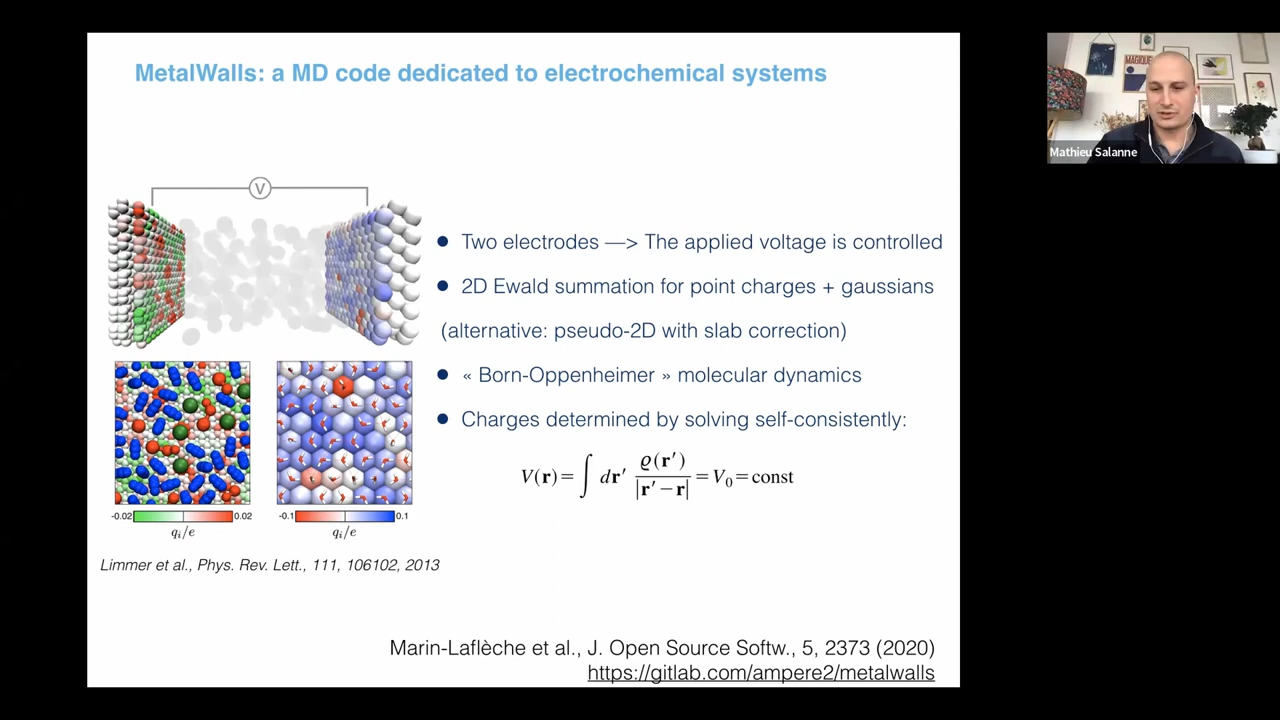 MetalWalls: a MD code dedicated to electrochemical systems
MAGIQUE
Mathieu Salanne
V
● Two electrodes —> The applied voltage is controlled
● 2D Ewald summation for point charges + gaussians
(alternative: pseudo-2D with slab correction)
● « Born-Oppenheimer » molecular dynamics
● Charges determined by solving self-consistently:
V(r) = ∫ dr′ ϱ(r′) / |r′ − r| = V₀ = const
-0.02 0.02
qᵢ/e
-0.1 0.1
qᵢ/e
Limmer et al., Phys. Rev. Lett., 111, 106102, 2013
Marin-Laflèche et al., J. Open Source Softw., 5, 2373 (2020)
https://gitlab.com/ampere2/metalwalls